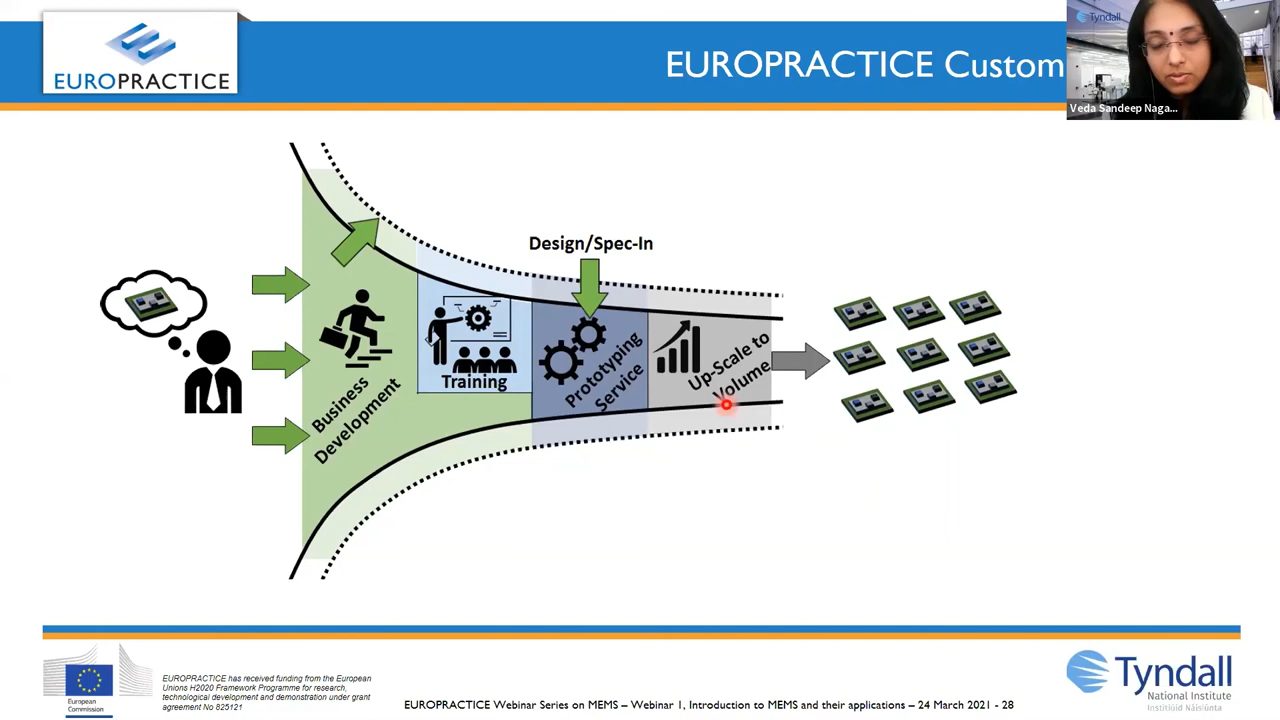 EUROPRACTICE
EUROPRACTICE Custom
Tyndall
Veda Sandeep Naga...
Design/Spec-In
Business
Development
Training
Prototyping
Service
Up-Scale to
Volume
European
Commission
EUROPRACTICE has received funding from the European
Unions H2020 Framework Programme for research,
technological development and demonstration under grant
agreement No 825121
EUROPRACTICE Webinar Series on MEMS – Webinar 1, Introduction to MEMS and their applications – 24 March 2021 - 28
Tyndall
National Institute
Institiúid Náisiúnta